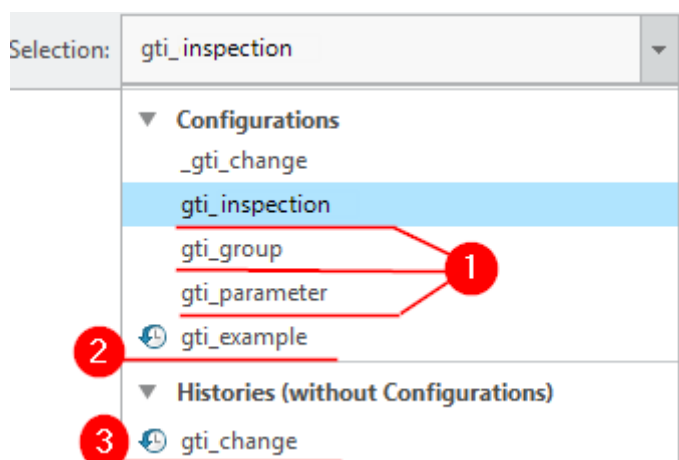 Selection: gti_inspection
Configurations
_gti_change
gti_inspection
gti_group
1
gti_parameter
2
gti_example
Histories (without Configurations)
3 gti_change